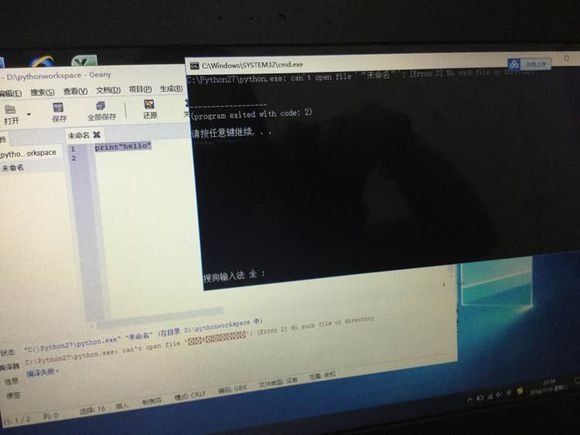 - D:\pythonworkspace - Geany
C:\Windows\SYSTEM32\cmd.exe
编辑(E) 搜索(S) 查看(V) 文档(D) 项目(P) 生成(B)
C:\Python27\python.exe: can't open file '“未命名”': [Errno 2] No such file or
打开 保存 全部保存 还原
(program exited with code: 2)
请按任意键继续. . .
未命名
1 print"hello"
2
未命名
搜狗输入法 全 :
状态 "C:\Python27\python.exe" “未命名” (在目录 D:\pythonworkspace 中)
编译器 C:\Python27\python.exe: can't open file ' '; [Errno 2] No such file or directory
信息 编译失败。
便签
行: 1 / 2 列: 0 选择: 16 插入 制表符 模式: CRLF 编码: GBK 文件类型: 没有 范围: 未知